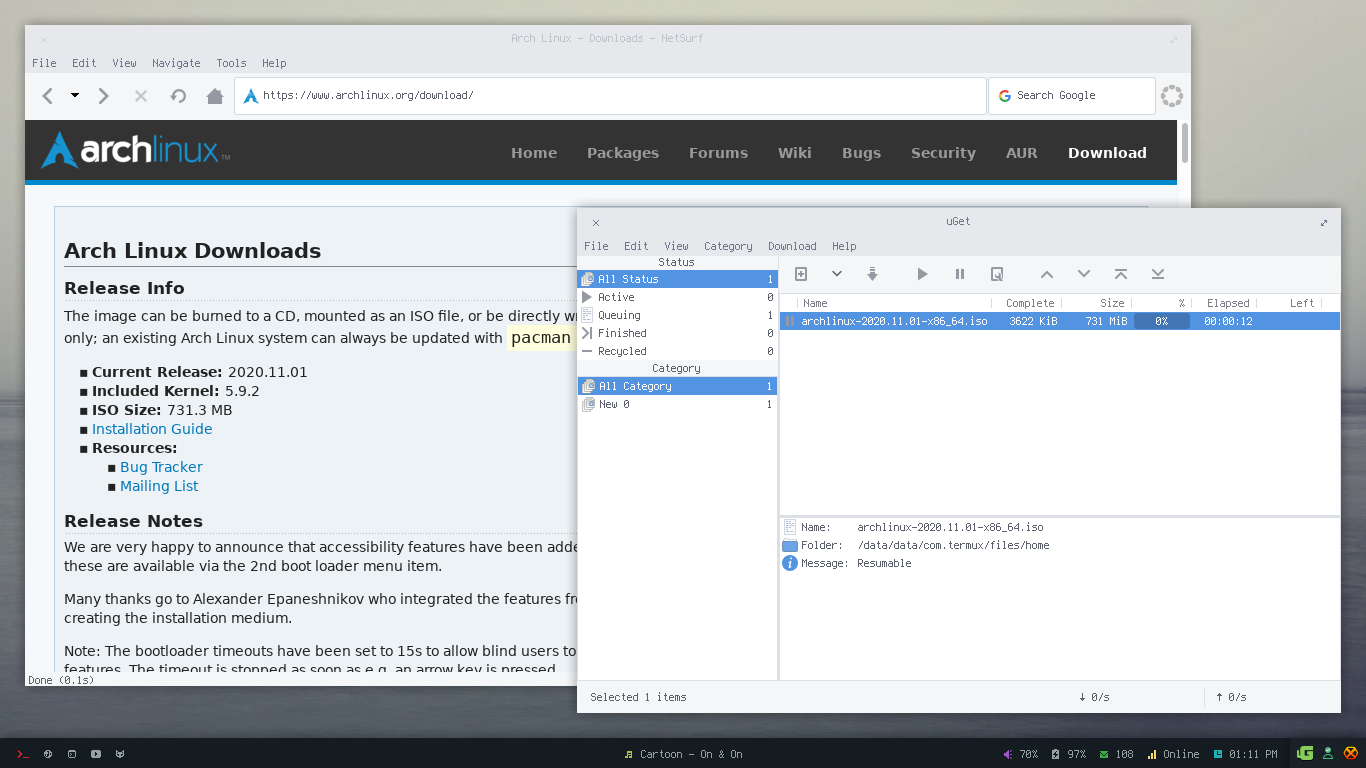 Arch Linux - Downloads - NetSurf
File Edit View Navigate Tools Help
https://www.archlinux.org/download/
Search Google
archlinux™
Home Packages Forums Wiki Bugs Security AUR Download
Arch Linux Downloads
Release Info
The image can be burned to a CD, mounted as an ISO file, or be directly
only; an existing Arch Linux system can always be updated with pacman
Current Release: 2020.11.01
Included Kernel: 5.9.2
ISO Size: 731.3 MB
Installation Guide
Resources:
Bug Tracker
Mailing List
Release Notes
We are very happy to announce that accessibility features have been
these are available via the 2nd boot loader menu item.
Many thanks go to Alexander Epaneshnikov who integrated the features
creating the installation medium.
Note: The bootloader timeouts have been set to 15s to allow blind users to
features. The timeout is stopped as soon as e.g. an arrow key is pressed.
Done (0.1s)
uGet
File Edit View Category Download Help
Status
All Status 1
Active 0
Queuing 1
Finished 0
Recycled 0
Category
All Category 1
New 0 1
Name Complete Size % Elapsed Left
archlinux-2020.11.01-x86_64.iso 3622 KiB 731 MiB 0% 00:00:12
Name: archlinux-2020.11.01-x86_64.iso
Folder: /data/data/com.termux/files/home
Message: Resumable
Selected 1 items ↓ 0/s ↑ 0/s
Cartoon - On & On
70% 97% 108 Online 01:11 PM